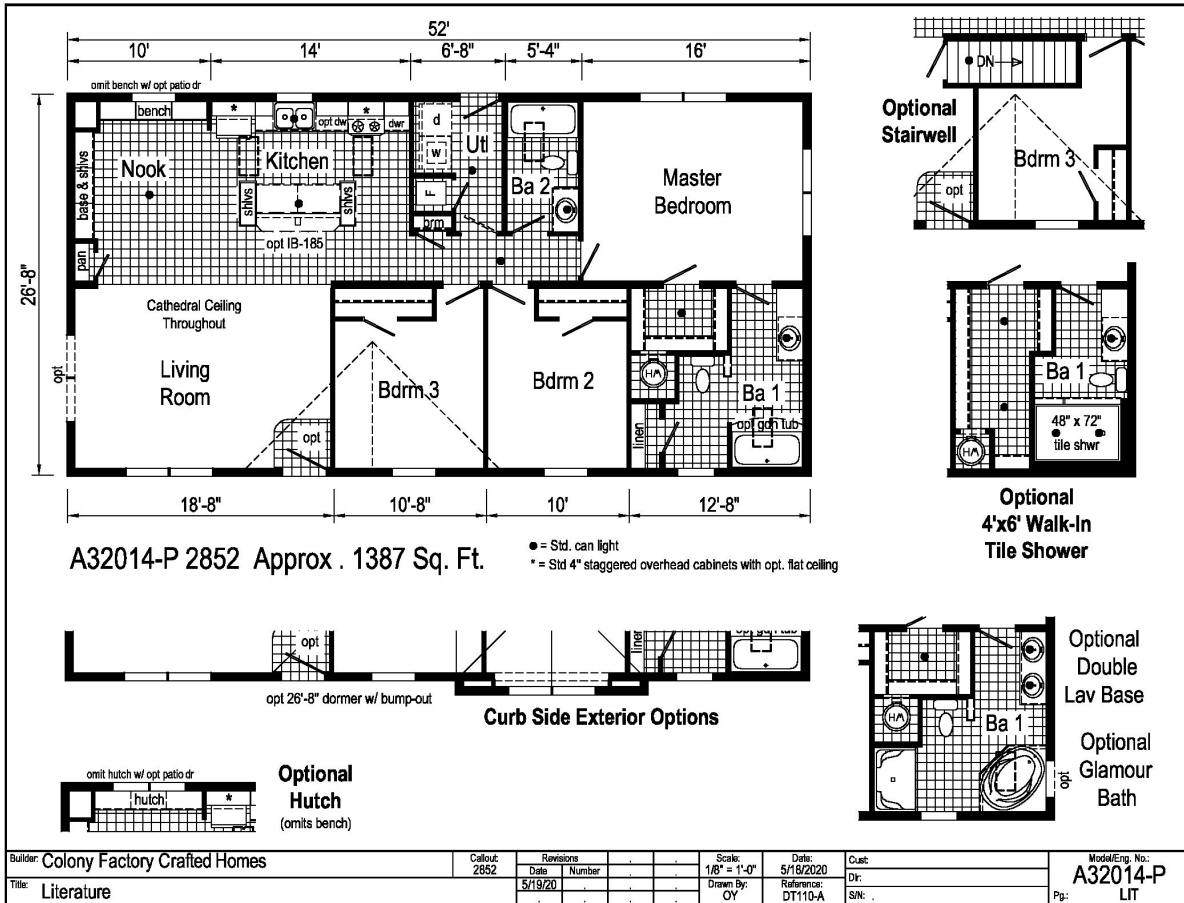 52'
10'
14'
6'-8"
5'-4"
16'
omit bench w/ opt patio dr
bench
*
opt dw
*
dwr
d
w
Utl
F
brm
Nook
Kitchen
base & shlvs
shlvs
shlvs
opt IB-185
pan
Ba 2
Master
Bedroom
26'-8"
Cathedral Ceiling
Throughout
Living
Room
opt
opt
Bdrm 3
Bdrm 2
HW
linen
Ba 1
opt gdn tub
18'-8"
10'-8"
10'
12'-8"
A32014-P 2852 Approx . 1387 Sq. Ft.
● = Std. can light
* = Std 4" staggered overhead cabinets with opt. flat ceiling
DN
Optional
Stairwell
Bdrm 3
opt
Ba 1
48" x 72"
tile shwr
HW
Optional
4'x6' Walk-In
Tile Shower
opt
linen
opt gdn tub
opt 26'-8" dormer w/ bump-out
Curb Side Exterior Options
HW
Ba 1
opt
Optional
Double
Lav Base
Optional
Glamour
Bath
omit hutch w/ opt patio dr
hutch
*
Optional
Hutch
(omits bench)
Builder: Colony Factory Crafted Homes
Title: Literature
Callout:
2852
Revisions
Date Number
5/19/20
Scale:
1/8" = 1'-0"
Drawn By:
OY
Date:
5/18/2020
Reference:
DT110-A
Cust:
Dlr:
S/N: .
Model/Eng. No.:
A32014-P
Pg.: LIT